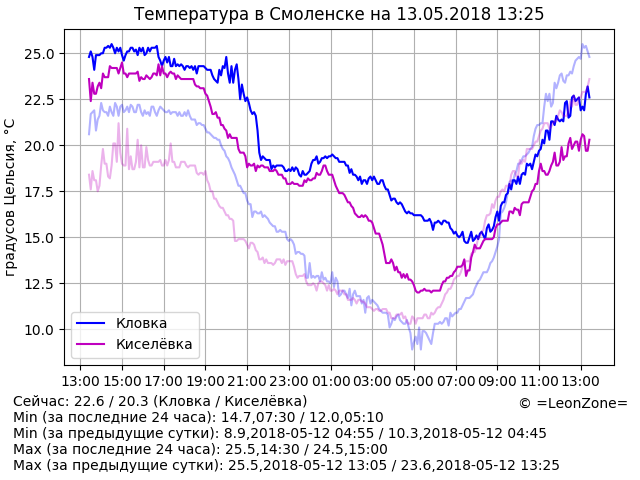 Температура в Смоленске на 13.05.2018 13:25
градусов Цельсия, °C
25.0
22.5
20.0
17.5
15.0
12.5
10.0
Кловка
Киселёвка
13:00 15:00 17:00 19:00 21:00 23:00 01:00 03:00 05:00 07:00 09:00 11:00 13:00
Сейчас: 22.6 / 20.3 (Кловка / Киселёвка)
© =LeonZone=
Min (за последние 24 часа): 14.7,07:30 / 12.0,05:10
Min (за предыдущие сутки): 8.9,2018-05-12 04:55 / 10.3,2018-05-12 04:45
Max (за последние 24 часа): 25.5,14:30 / 24.5,15:00
Max (за предыдущие сутки): 25.5,2018-05-12 13:05 / 23.6,2018-05-12 13:25